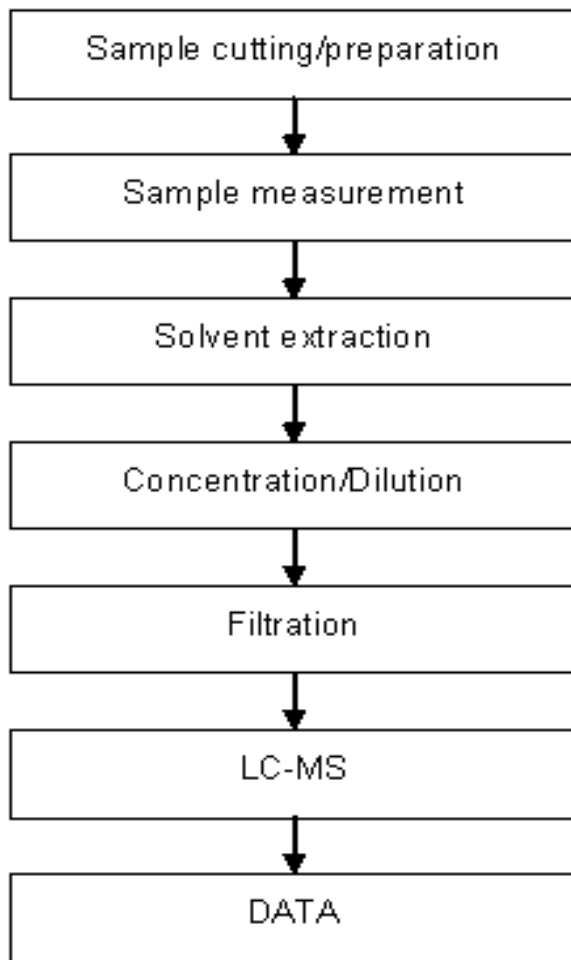 Sample cutting/preparation
Sample measurement
Solvent extraction
Concentration/Dilution
Filtration
LC-MS
DATA